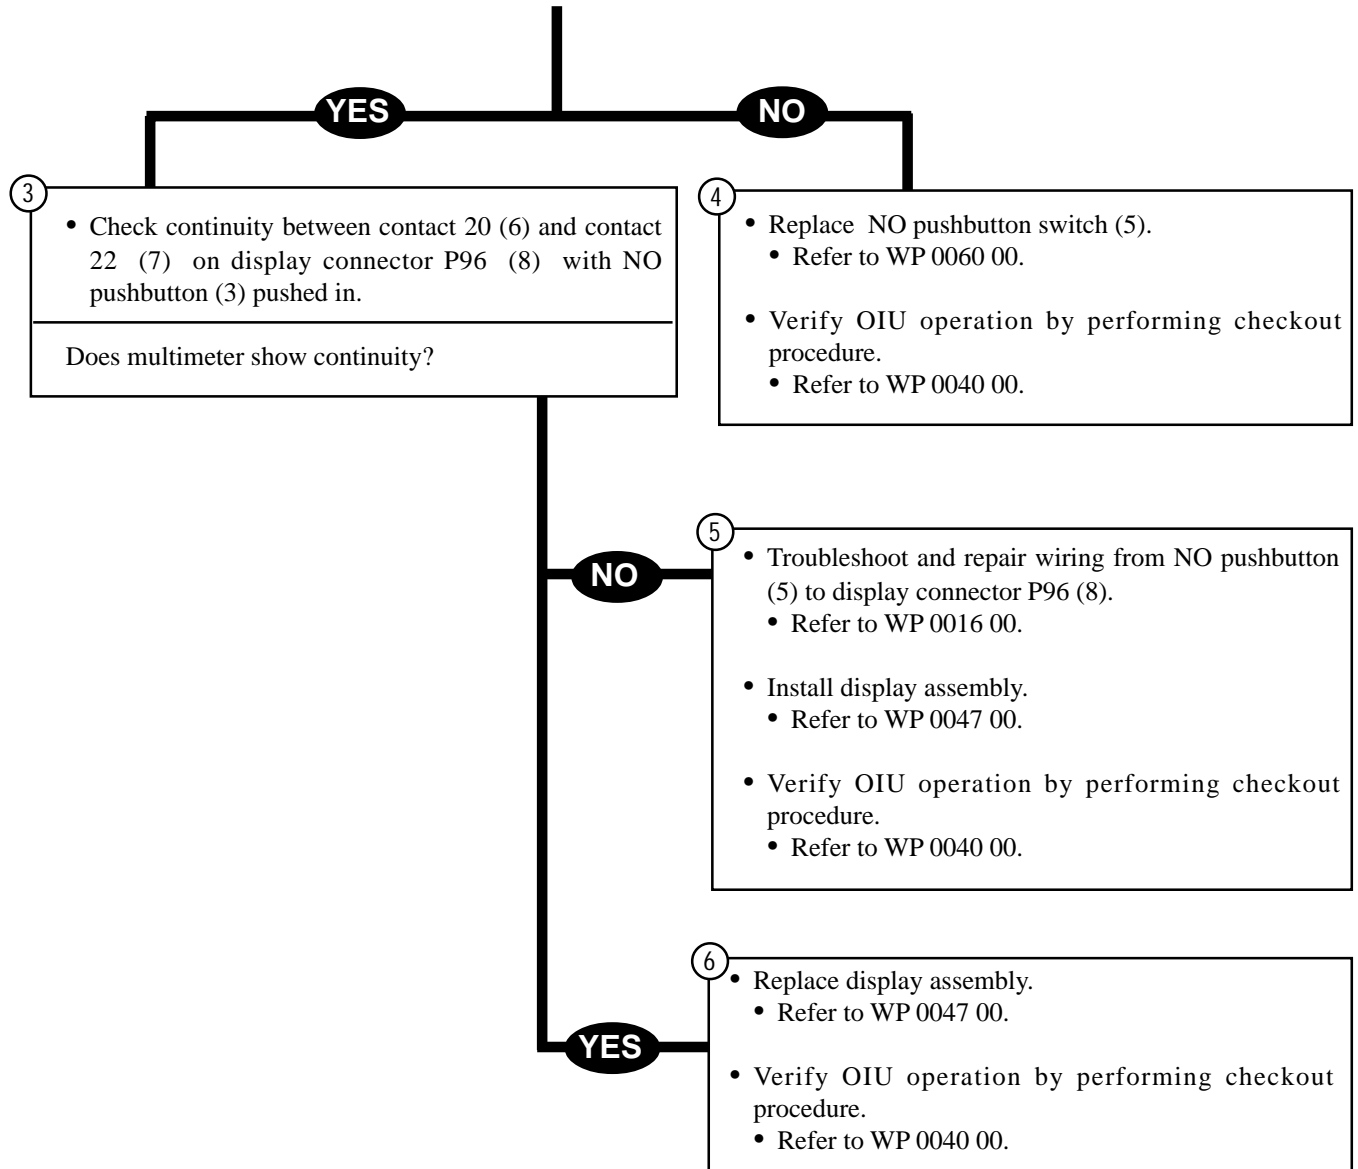 YES
NO
3
• Check continuity between contact 20 (6) and contact
22 (7) on display connector P96 (8) with NO
pushbutton (3) pushed in.
Does multimeter show continuity?
4
• Replace NO pushbutton switch (5).
• Refer to WP 0060 00.
• Verify OIU operation by performing checkout
procedure.
• Refer to WP 0040 00.
NO
5
• Troubleshoot and repair wiring from NO pushbutton
(5) to display connector P96 (8).
• Refer to WP 0016 00.
• Install display assembly.
• Refer to WP 0047 00.
• Verify OIU operation by performing checkout
procedure.
• Refer to WP 0040 00.
YES
6
• Replace display assembly.
• Refer to WP 0047 00.
• Verify OIU operation by performing checkout
procedure.
• Refer to WP 0040 00.